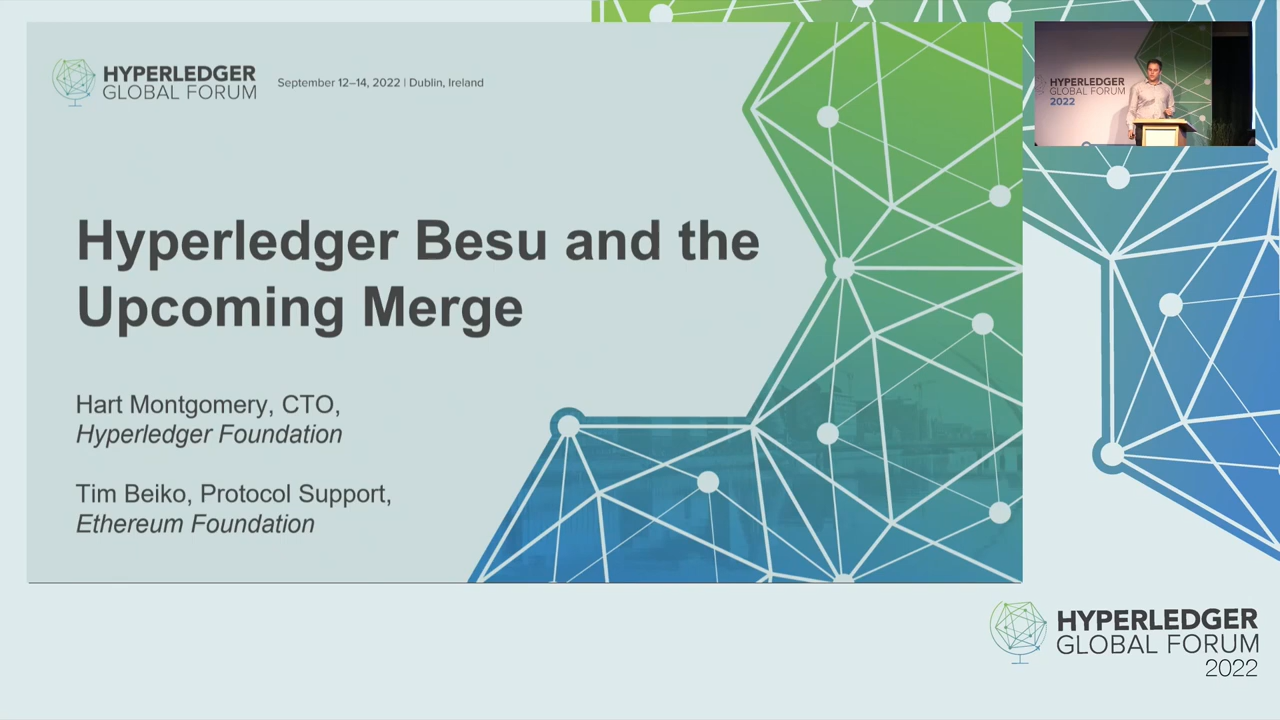 HYPERLEDGER
GLOBAL FORUM
September 12–14, 2022 | Dublin, Ireland
Hyperledger Besu and the
Upcoming Merge
Hart Montgomery, CTO,
Hyperledger Foundation
Tim Beiko, Protocol Support,
Ethereum Foundation
HYPERLEDGER
GLOBAL FORUM
2022
HYPERLEDGER
GLOBAL FORUM
2022